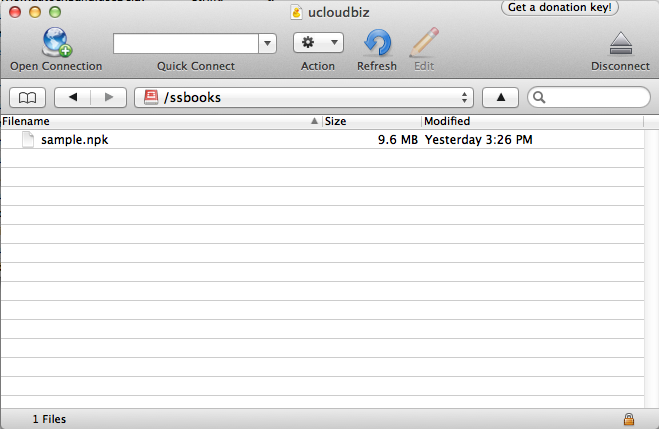 ucloudbiz
Get a donation key!
Open Connection
Quick Connect
Action
Refresh
Edit
Disconnect
/ssbooks
Filename
Size
Modified
sample.npk
9.6 MB
Yesterday 3:26 PM
1 Files